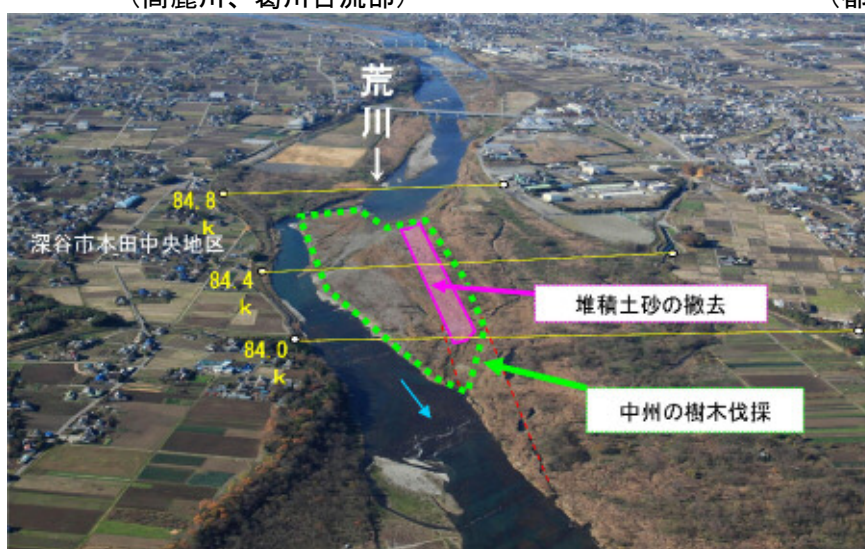 (高麗川、葛川合流部)
(都
荒川
84.8
k
深谷市本田中央地区
84.4
k
堆積土砂の撤去
84.0
k
中州の樹木伐採